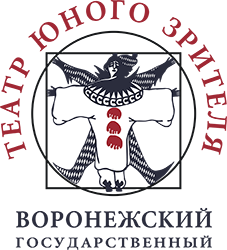 ТЕАТР ЮНОГО ЗРИТЕЛЯ
ВОРОНЕЖСКИЙ
ГОСУДАРСТВЕННЫЙ